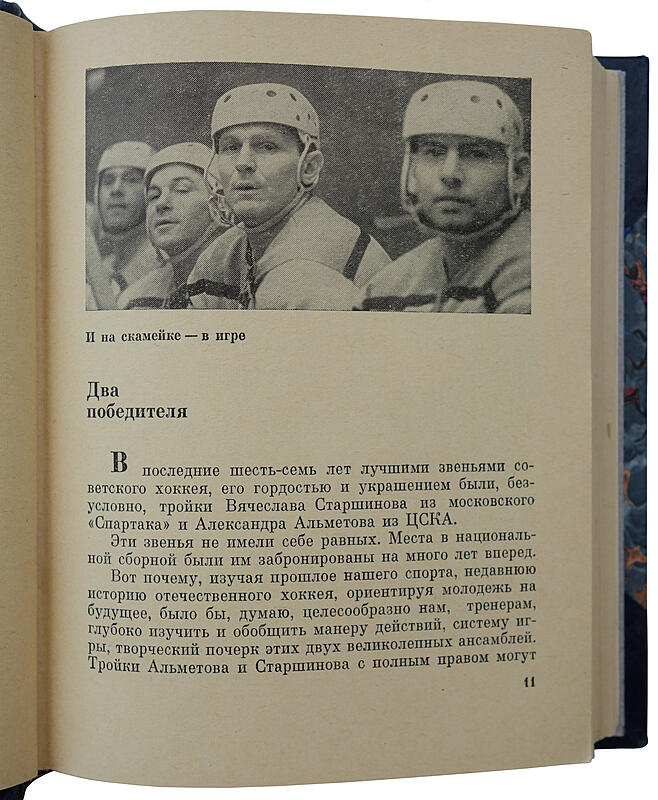 И на скамейке — в игре
Два
победителя
В последние шесть-семь лет лучшими звеньями со-
ветского хоккея, его гордостью и украшением были, без-
условно, тройки Вячеслава Старшинова из московского
«Спартака» и Александра Альметова из ЦСКА.
Эти звенья не имели себе равных. Места в националь-
ной сборной были им забронированы на много лет вперед.
Вот почему, изучая прошлое нашего спорта, недавнюю
историю отечественного хоккея, ориентируя молодежь на
будущее, было бы, думаю, целесообразно нам, тренерам,
глубоко изучить и обобщить манеру действий, систему иг-
ры, творческий почерк этих двух великолепных ансамблей.
Тройки Альметова и Старшинова с полным правом могут
11